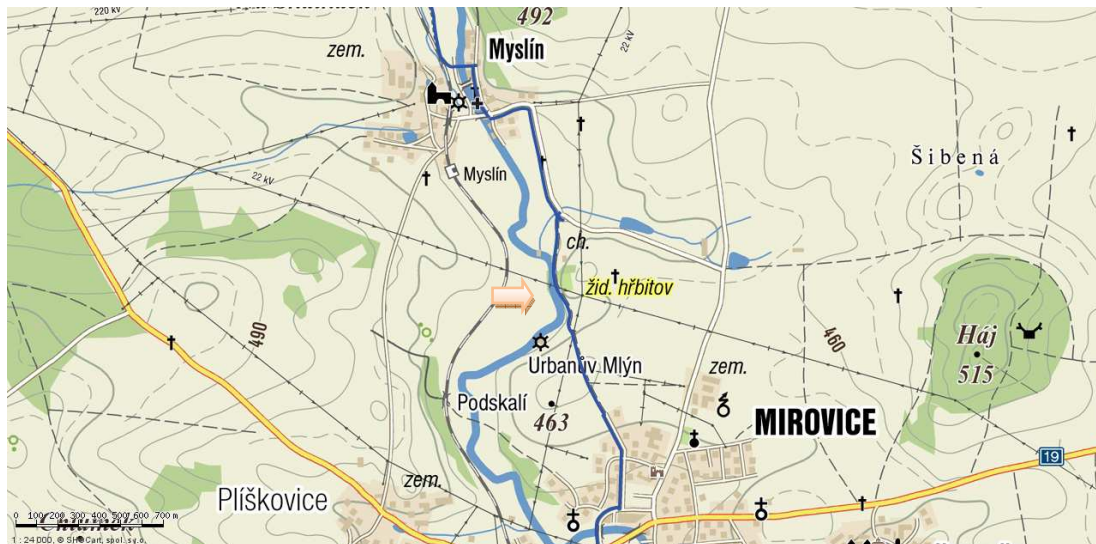 220 kV
492
22 kV
zem.
Myslín
Šibená
Myslín
22 kV
ch.
žid. hřbitov
490
460
Háj
515
Urbanův Mlýn
zem.
Podskalí
463
MIROVICE
19
zem.
Plíškovice
0 100 200 300 400 500 600 700 m
Chlumek
1 : 24 000, © SHOCart, spol. s r.o.